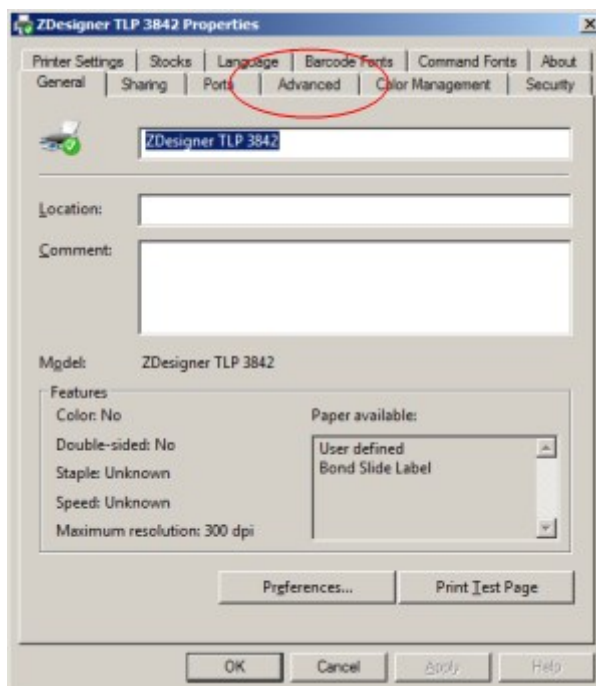 ZDesigner TLP 3842 Properties
Printer Settings Stocks Language Barcode Fonts Command Fonts About
General Sharing Ports Advanced Color Management Security
ZDesigner TLP 3842
Location:
Comment:
Model: ZDesigner TLP 3842
Features
Color: No
Paper available:
Double-sided: No
User defined
Bond Slide Label
Staple: Unknown
Speed: Unknown
Maximum resolution: 300 dpi
Preferences... Print Test Page
OK Cancel Apply Help